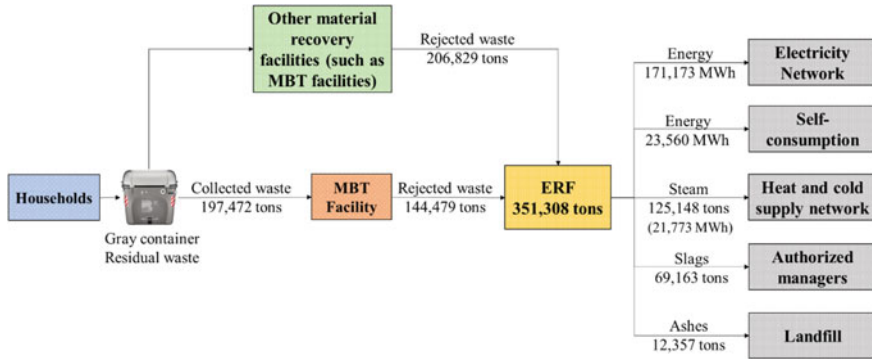 Other material
recovery
facilities (such as
MBT facilities)
Rejected waste
206,829 tons
Energy
171,173 MWh
Electricity
Network
Energy
23,560 MWh
Self-
consumption
Households
Gray container
Residual waste
Collected waste
197,472 tons
MBT
Facility
Rejected waste
144,479 tons
ERF
351,308 tons
Steam
125,148 tons
(21,773 MWh)
Heat and cold
supply network
Slags
69,163 tons
Authorized
managers
Ashes
12,357 tons
Landfill